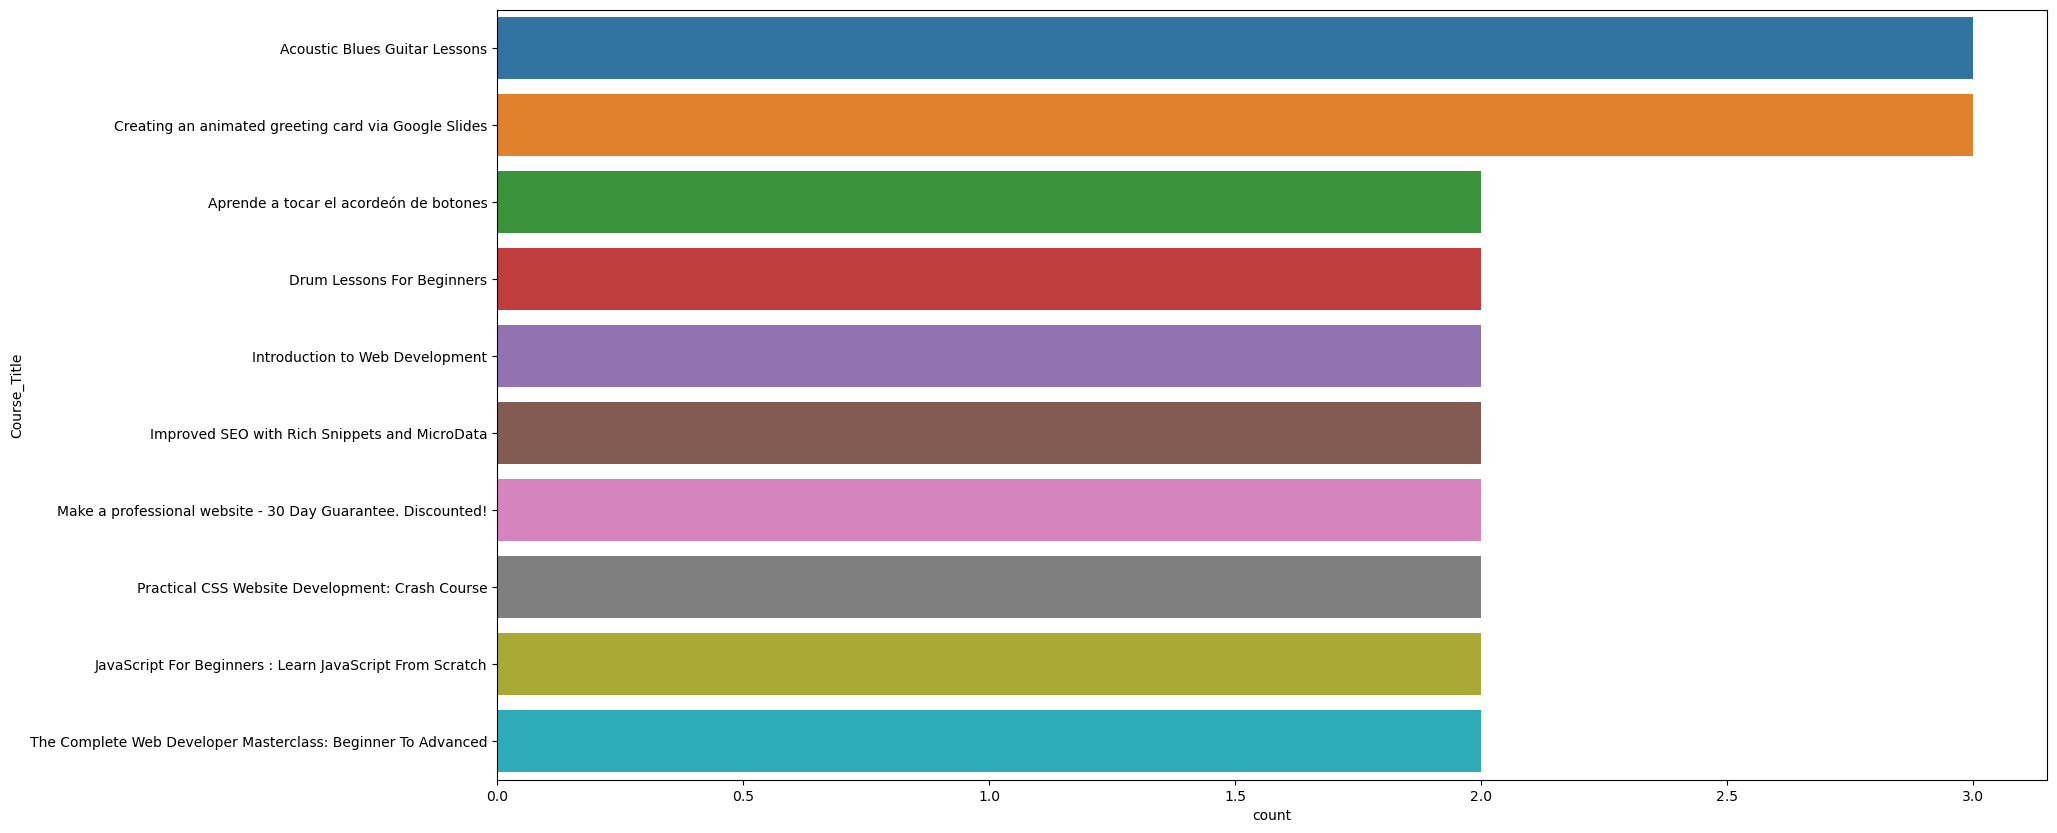 Acoustic Blues Guitar Lessons
Creating an animated greeting card via Google Slides
Aprende a tocar el acordeón de botones
Drum Lessons For Beginners
Introduction to Web Development
Course_Title
Improved SEO with Rich Snippets and MicroData
Make a professional website - 30 Day Guarantee. Discounted!
Practical CSS Website Development: Crash Course
JavaScript For Beginners : Learn JavaScript From Scratch
The Complete Web Developer Masterclass: Beginner To Advanced
0.0 0.5 1.0 1.5 2.0 2.5 3.0
count